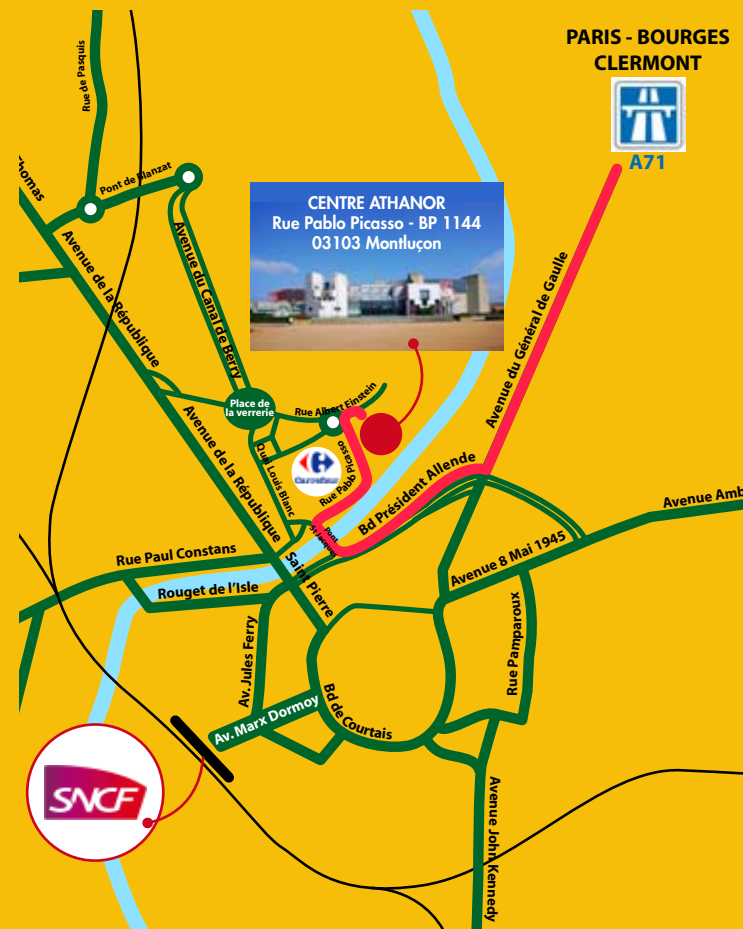 PARIS - BOURGES
CLERMONT
A71
Rue de Pasquis
Thomas
Pont de Blanzat
CENTRE ATHANOR
Rue Pablo Picasso - BP 1144
03103 Montluçon
Avenue de la République
Avenue du Canal de Berry
Avenue du Général de Gaulle
Place de
la verrerie
Rue Albert Einstein
Avenue de la République
Quai Louis Blanc
Carrefour
Rue Pablo Picasso
Bd Président Allende
Pont
St Jacques
Avenue Amb
Avenue 8 Mai 1945
Rue Paul Constans
Saint Pierre
Rouget de l'Isle
Av. Jules Ferry
Rue Pamparoux
Bd de Courtais
Av. Marx Dormoy
SNCF
Avenue John Kennedy